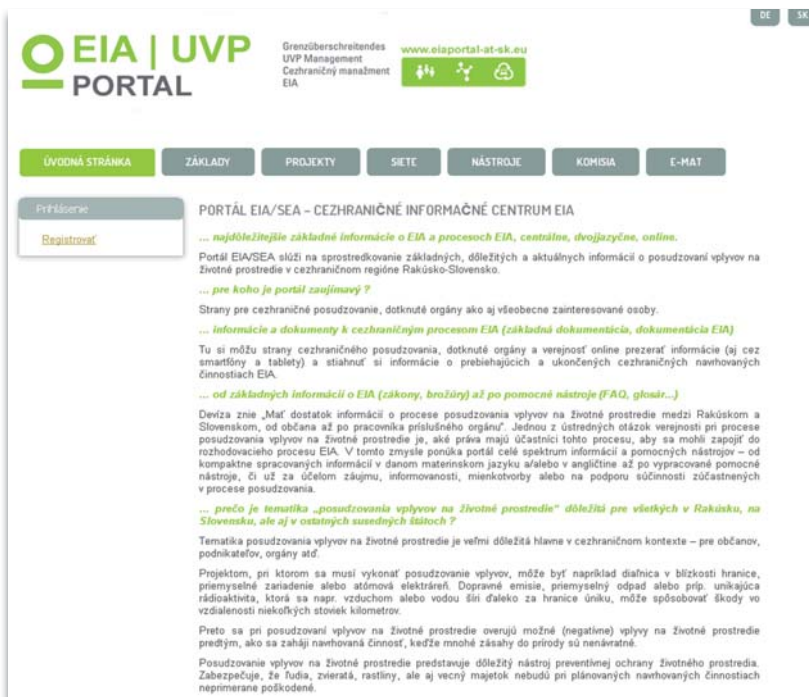 DE SK
EIA | UVP
PORTAL
Grenzüberschreitendes
UVP Management
Cezhraničný manažment
EIA
www.eiaportal-at-sk.eu
ÚVODNÁ STRÁNKA ZÁKLADY PROJEKTY SIETE NÁSTROJE KOMISIA E-MAT
Prihlásenie
Registrovať
PORTÁL EIA/SEA – CEZHRANIČNÉ INFORMAČNÉ CENTRUM EIA
... najdôležitejšie základné informácie o EIA a procesoch EIA, centrálne, dvojjazyčne, online.
Portál EIA/SEA slúži na sprostredkovanie základných, dôležitých a aktuálnych informácií o posudzovaní vplyvov na
životné prostredie v cezhraničnom regióne Rakúsko-Slovensko.
... pre koho je portál zaujímavý ?
Strany pre cezhraničné posudzovanie, dotknuté orgány ako aj všeobecne zainteresované osoby.
... informácie a dokumenty k cezhraničným procesom EIA (základná dokumentácia, dokumentácia EIA)
Tu si môžu strany cezhraničného posudzovania, dotknuté orgány a verejnosť online prezerať informácie (aj cez
smartfóny a tablety) a stiahnuť si informácie o prebiehajúcich a ukončených cezhraničných navrhovaných
činnostiach EIA.
... od základných informácií o EIA (zákony, brožúry) až po pomocné nástroje (FAQ, glosár...)
Devíza znie „Mať dostatok informácií o procese posudzovania vplyvov na životné prostredie medzi Rakúskom a
Slovenskom, od občana až po pracovníka príslušného orgánu". Jednou z ústredných otázok verejnosti pri procese
posudzovania vplyvov na životné prostredie je, aké práva majú účastníci tohto procesu, aby sa mohli zapojiť do
rozhodovacieho procesu EIA. V tomto zmysle ponúka portál celé spektrum informácií a pomocných nástrojov – od
kompaktne spracovaných informácií v danom materinskom jazyku a/alebo v angličtine až po vypracované pomocné
nástroje, či už za účelom záujmu, informovanosti, mienkotvorby alebo na podporu súčinnosti zúčastnených
v procese posudzovania.
... prečo je tematika „posudzovania vplyvov na životné prostredie“ dôležitá pre všetkých v Rakúsku, na
Slovensku, ale aj v ostatných susedných štátoch ?
Tematika posudzovania vplyvov na životné prostredie je veľmi dôležitá hlavne v cezhraničnom kontexte – pre občanov,
podnikateľov, orgány atď.
Projektom, pri ktorom sa musí vykonať posudzovanie vplyvov, môže byť napríklad diaľnica v blízkosti hranice,
priemyselné zariadenie alebo atómová elektráreň. Dopravné emisie, priemyselný odpad alebo príp. unikajúca
rádioaktivita, ktorá sa napr. vzduchom alebo vodou šíri ďaleko za hranice úniku, môže spôsobovať škody vo
vzdialenosti niekoľkých stoviek kilometrov.
Preto sa pri posudzovaní vplyvov na životné prostredie overujú možné (negatívne) vplyvy na životné prostredie
predtým, ako sa zaháji navrhovaná činnosť, keďže mnohé zásahy do prírody sú nenávratné.
Posudzovanie vplyvov na životné prostredie predstavuje dôležitý nástroj preventívnej ochrany životného prostredia.
Zabezpečuje, že ľudia, zvieratá, rastliny, ale aj vecný majetok nebudú pri plánovaných navrhovaných činnostiach
neprimerane poškodené.